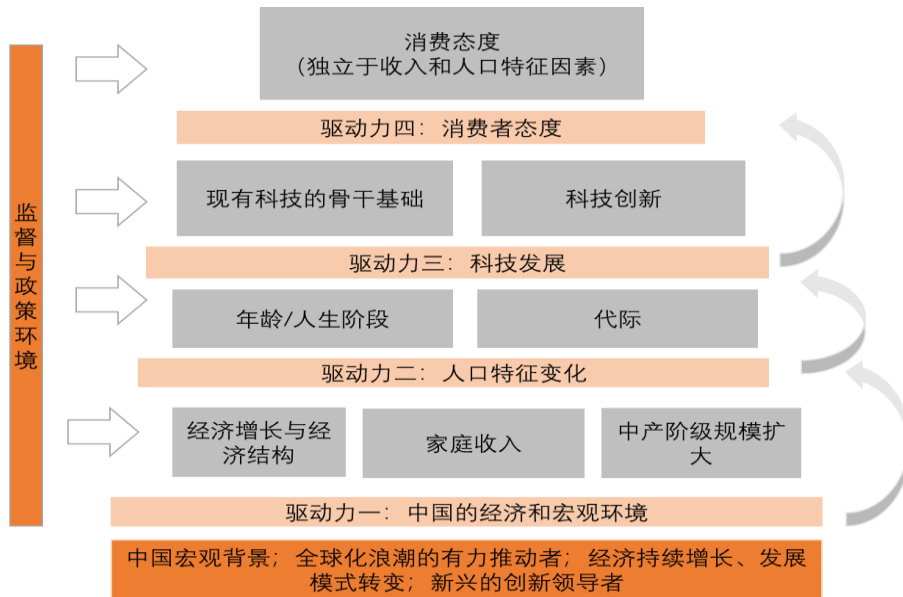 消费态度
（独立于收入和人口特征因素）
驱动力四：消费者态度
现有科技的骨干基础
科技创新
驱动力三：科技发展
年龄/人生阶段
代际
驱动力二：人口特征变化
经济增长与经
济结构
家庭收入
中产阶级规模扩
大
驱动力一：中国的经济和宏观环境
中国宏观背景；全球化浪潮的有力推动者；经济持续增长、发展
模式转变；新兴的创新领导者
监督与政策环境